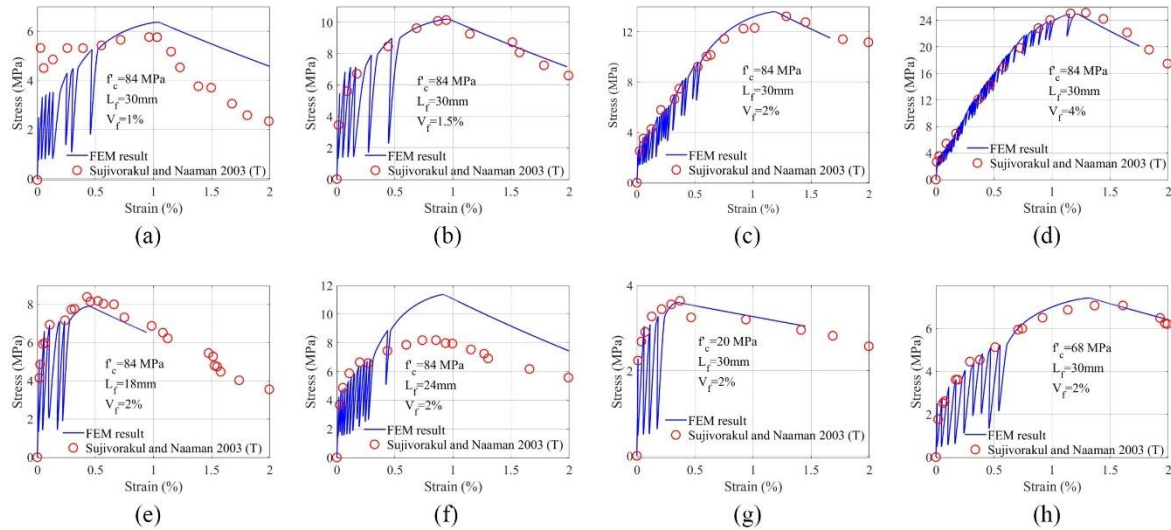 Stress (MPa)
6
4
2
0
f'c=84 MPa
Lf=30mm
Vf=1%
FEM result
Sujivorakul and Naaman 2003 (T)
0 0.5 1 1.5 2
Strain (%)
(a)
Stress (MPa)
10
8
6
4
2
0
f'c=84 MPa
Lf=30mm
Vf=1.5%
FEM result
Sujivorakul and Naaman 2003 (T)
0 0.5 1 1.5 2
Strain (%)
(b)
Stress (MPa)
12
8
4
0
f'c=84 MPa
Lf=30mm
Vf=2%
FEM result
Sujivorakul and Naaman 2003 (T)
0 0.5 1 1.5 2
Strain (%)
(c)
Stress (MPa)
24
20
16
12
8
4
0
f'c=84 MPa
Lf=30mm
Vf=4%
FEM result
Sujivorakul and Naaman 2003 (T)
0 0.5 1 1.5 2
Strain (%)
(d)
Stress (MPa)
8
6
4
2
0
f'c=84 MPa
Lf=18mm
Vf=2%
FEM result
Sujivorakul and Naaman 2003 (T)
0 0.5 1 1.5 2
Strain (%)
(e)
Stress (MPa)
12
10
8
6
4
2
0
f'c=84 MPa
Lf=24mm
Vf=2%
FEM result
Sujivorakul and Naaman 2003 (T)
0 0.5 1 1.5 2
Strain (%)
(f)
Stress (MPa)
4
2
0
f'c=20 MPa
Lf=30mm
Vf=2%
FEM result
Sujivorakul and Naaman 2003 (T)
0 0.5 1 1.5 2
Strain (%)
(g)
Stress (MPa)
8
6
4
2
0
f'c=68 MPa
Lf=30mm
Vf=2%
FEM result
Sujivorakul and Naaman 2003 (T)
0 0.5 1 1.5 2
Strain (%)
(h)